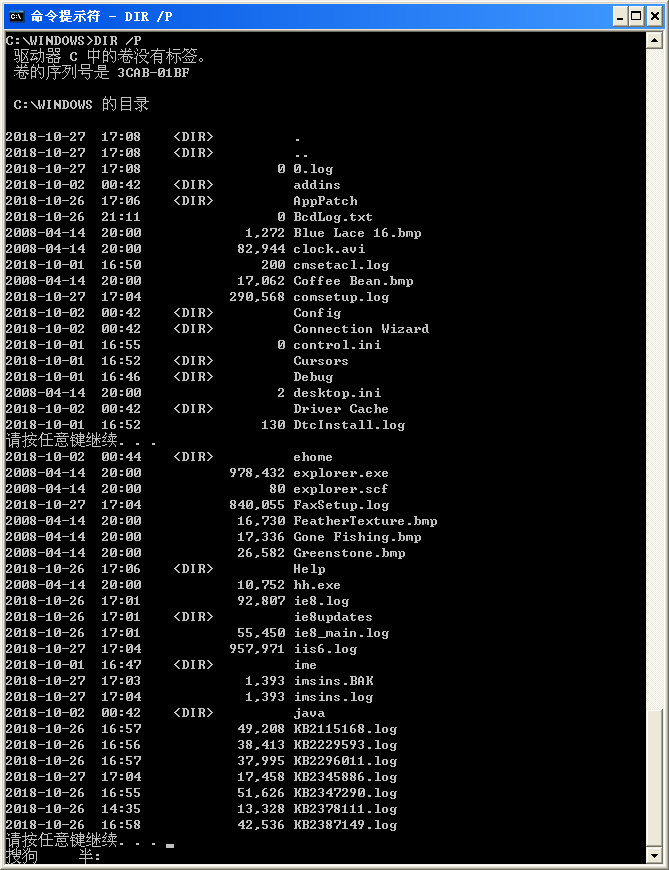 命令提示符 - DIR /P
C:\WINDOWS>DIR /P
 驱动器 C 中的卷没有标签。
 卷的序列号是 3CAB-01BF

 C:\WINDOWS 的目录

2018-10-27  17:08    <DIR>          .
2018-10-27  17:08    <DIR>          ..
2018-10-27  17:08                 0 0.log
2018-10-02  00:42    <DIR>          addins
2018-10-26  17:06    <DIR>          AppPatch
2018-10-26  21:11                 0 BcdLog.txt
2008-04-14  20:00             1,272 Blue Lace 16.bmp
2008-04-14  20:00            82,944 clock.avi
2018-10-01  16:50               200 cmsetacl.log
2008-04-14  20:00            17,062 Coffee Bean.bmp
2018-10-27  17:04           290,568 comsetup.log
2018-10-02  00:42    <DIR>          Config
2018-10-02  00:42    <DIR>          Connection Wizard
2018-10-01  16:55                 0 control.ini
2018-10-01  16:52    <DIR>          Cursors
2018-10-01  16:46    <DIR>          Debug
2008-04-14  20:00                 2 desktop.ini
2018-10-02  00:42    <DIR>          Driver Cache
2018-10-01  16:52               130 DtcInstall.log
请按任意键继续. . .
2018-10-02  00:44    <DIR>          ehome
2008-04-14  20:00           978,432 explorer.exe
2008-04-14  20:00                80 explorer.scf
2018-10-27  17:04           840,055 FaxSetup.log
2008-04-14  20:00            16,730 FeatherTexture.bmp
2008-04-14  20:00            17,336 Gone Fishing.bmp
2008-04-14  20:00            26,582 Greenstone.bmp
2018-10-26  17:06    <DIR>          Help
2008-04-14  20:00            10,752 hh.exe
2018-10-26  17:01            92,807 ie8.log
2018-10-26  17:01    <DIR>          ie8updates
2018-10-26  17:01            55,450 ie8_main.log
2018-10-27  17:04           957,971 iis6.log
2018-10-01  16:47    <DIR>          ime
2018-10-27  17:03             1,393 imsins.BAK
2018-10-27  17:04             1,393 imsins.log
2018-10-02  00:42    <DIR>          java
2018-10-26  16:57            49,208 KB2115168.log
2018-10-26  16:56            38,413 KB2229593.log
2018-10-26  16:57            37,995 KB2296011.log
2018-10-27  17:04            17,458 KB2345886.log
2018-10-26  16:55            51,626 KB2347290.log
2018-10-26  14:35            13,328 KB2378111.log
2018-10-26  16:58            42,536 KB2387149.log
请按任意键继续. . .
搜狗     半: